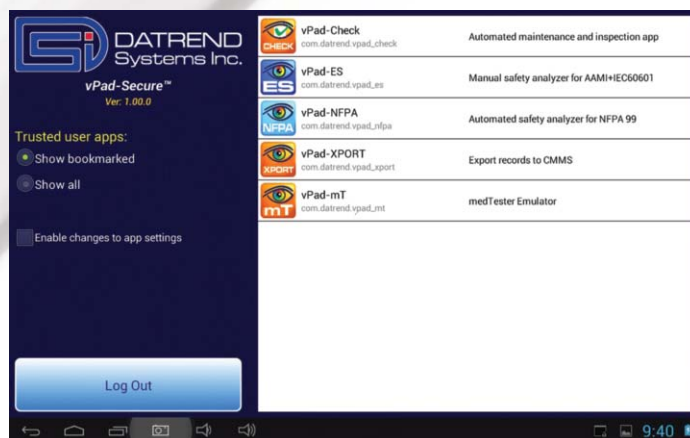 DATREND
Systems Inc.
vPad-Secure™
Ver: 1.00.0
Trusted user apps:
Show bookmarked
Show all
Enable changes to app settings
Log Out
CHECK
vPad-Check
com.datrend.vpad_check
Automated maintenance and inspection app
ES
vPad-ES
com.datrend.vpad_es
Manual safety analyzer for AAMI+IEC60601
NFPA
vPad-NFPA
com.datrend.vpad_nfpa
Automated safety analyzer for NFPA 99
XPORT
vPad-XPORT
com.datrend.vpad_xport
Export records to CMMS
mT
vPad-mT
com.datrend.vpad_mt
medTester Emulator
9:40